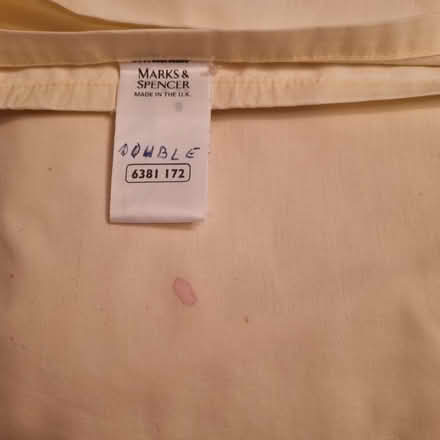 MARKS &
SPENCER
MADE IN THE U.K.
DOUBLE
6381 172